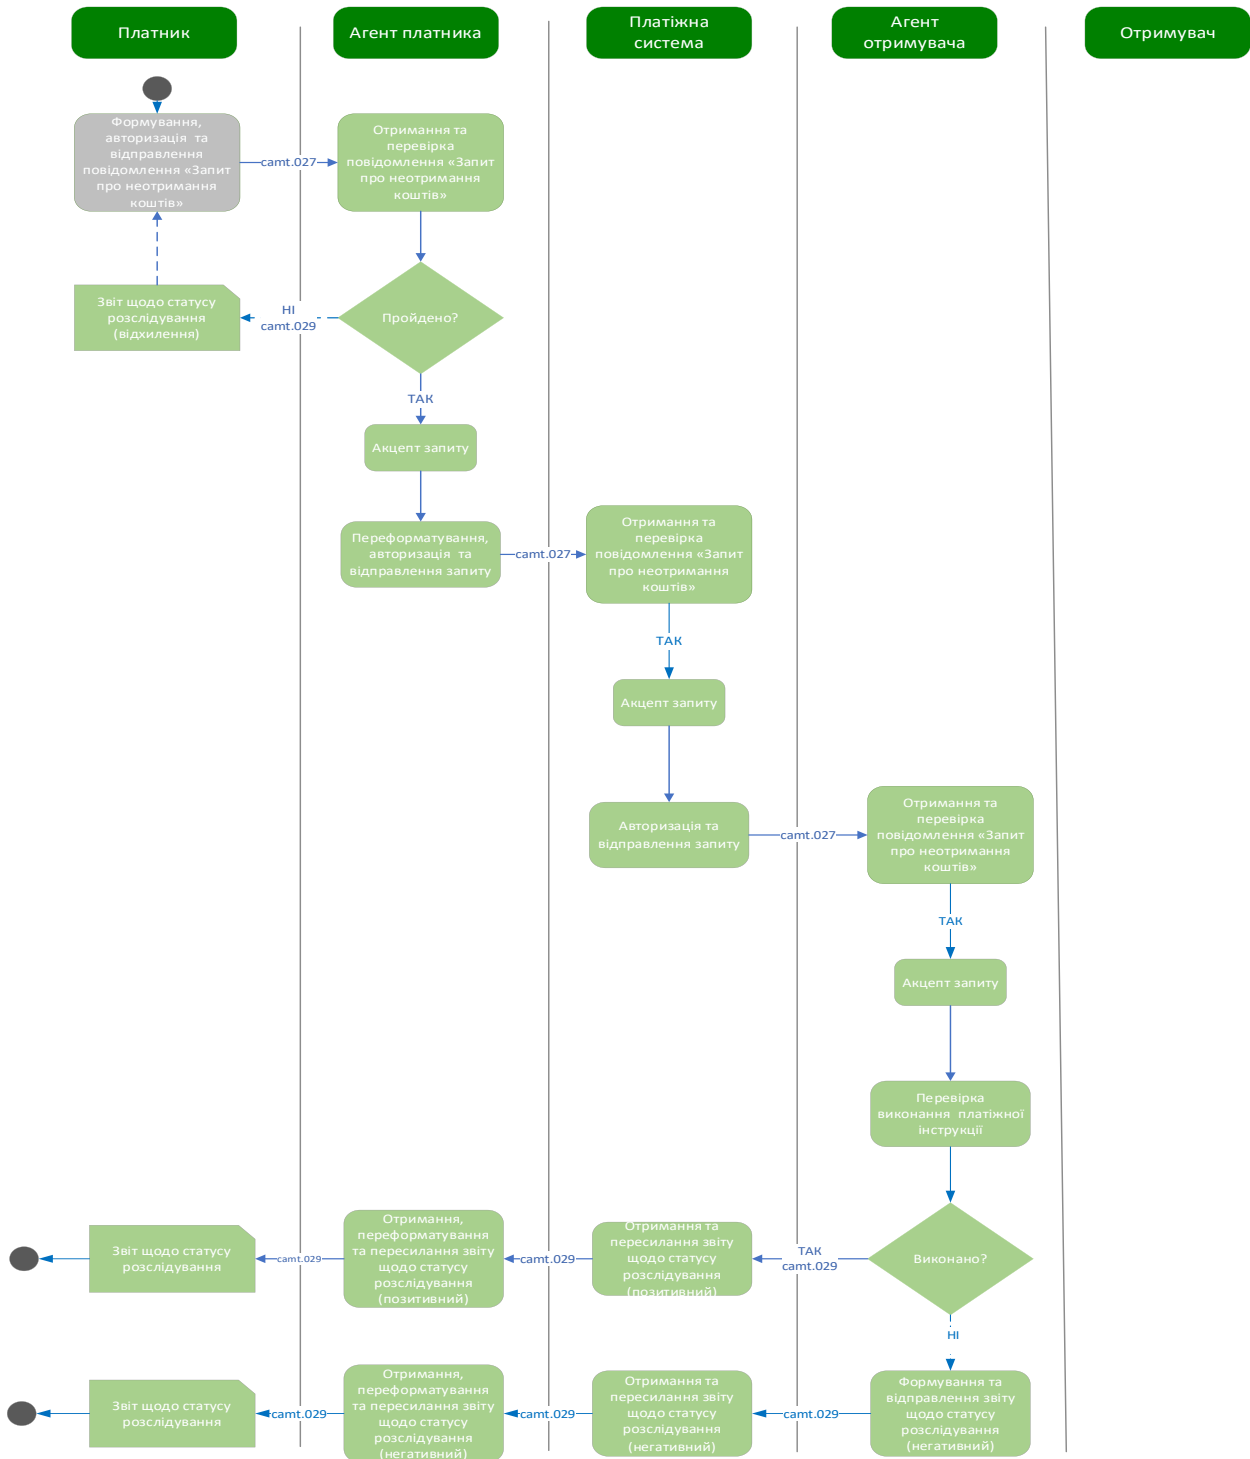 Платник
Агент платника
Платіжна
система
Агент
отримувача
Отримувач
Формування,
авторизація та
відправлення
повідомлення «Запит
про неотримання
коштів»
camt.027
Отримання та
перевірка
повідомлення «Запит
про неотримання
коштів»
Звіт щодо статусу
розслідування
(відхилення)
НІ
camt.029
Пройдено?
ТАК
Акцепт запиту
Переформатування,
авторизація та
відправлення запиту
camt.027
Отримання та
перевірка
повідомлення «Запит
про неотримання
коштів»
ТАК
Акцепт запиту
Авторизація та
відправлення запиту
camt.027
Отримання та
перевірка
повідомлення «Запит
про неотримання
коштів»
ТАК
Акцепт запиту
Перевірка
виконання платіжної
інструкції
Звіт щодо статусу
розслідування
camt.029
Отримання,
переформатування
та пересилання звіту
щодо статусу
розслідування
(позитивний)
camt.029
Отримання та
пересилання звіту
щодо статусу
розслідування
(позитивний)
ТАК
camt.029
Виконано?
НІ
Звіт щодо статусу
розслідування
camt.029
Отримання,
переформатування
та пересилання звіту
щодо статусу
розслідування
(негативний)
camt.029
Отримання та
пересилання звіту
щодо статусу
розслідування
(негативний)
camt.029
Формування та
відправлення звіту
щодо статусу
розслідування
(негативний)